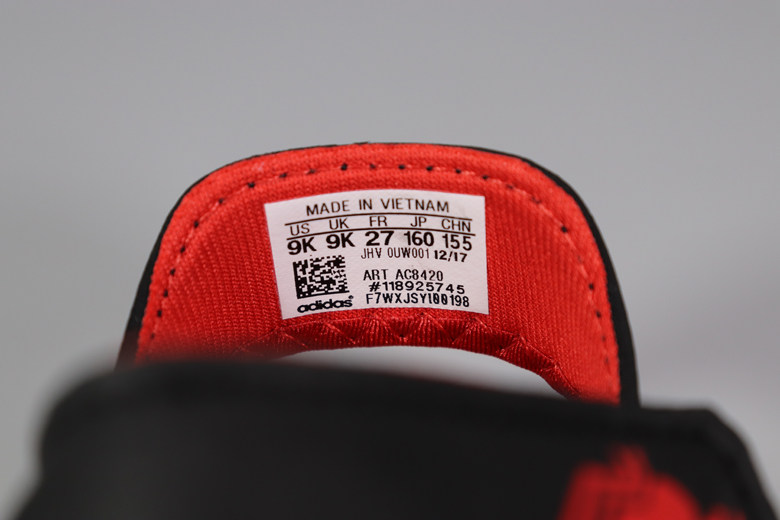 MADE IN VIETNAM
US UK FR JP CHN
9K 9K 27 160 155
JHV 0UW001 12/17
ART AC8420
#118925745
adidas® F7WXJSYI00198